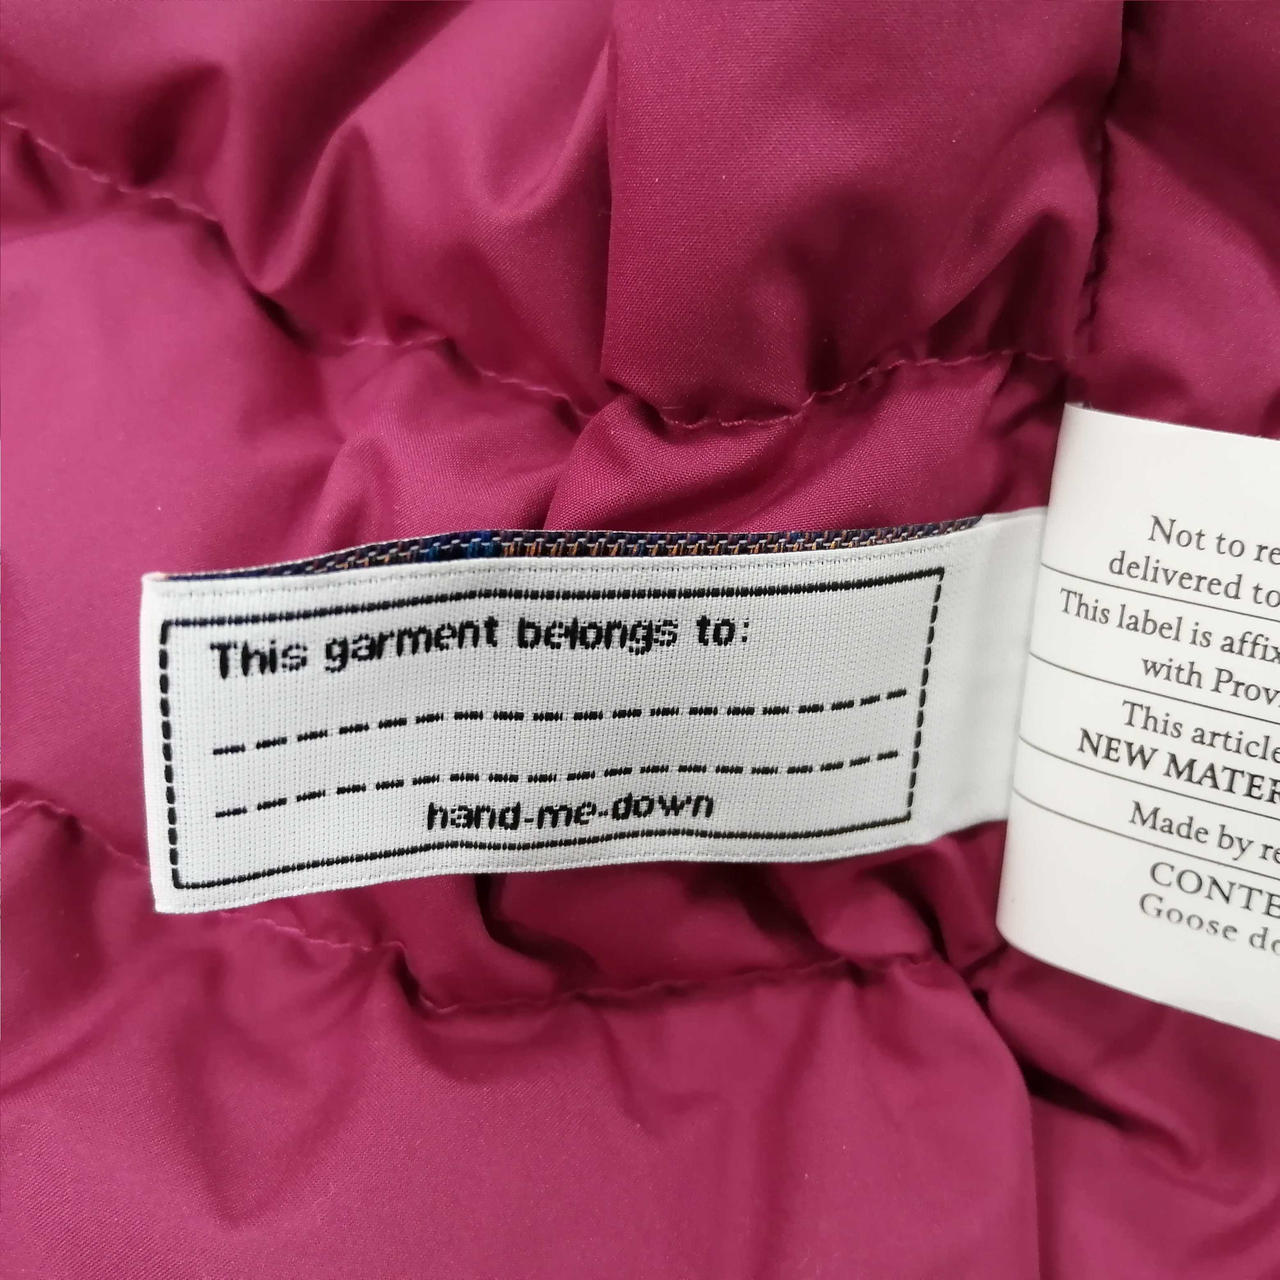 This garment belongs to:
hand-me-down
Not to re
delivered to
This label is affix
with Prov.
This article
NEW MATER
Made by re
CONTE
Goose do